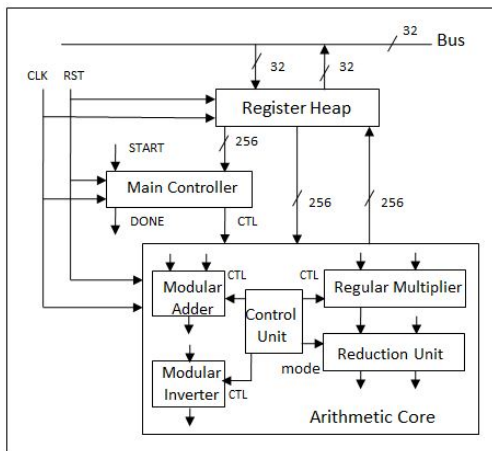 32
Bus
CLK RST
32
32
Register Heap
START
256
Main Controller
DONE
CTL
256
256
Modular
Adder
CTL
CTL
Regular Multiplier
Control
Unit
Reduction Unit
mode
Modular
Inverter
CTL
Arithmetic Core